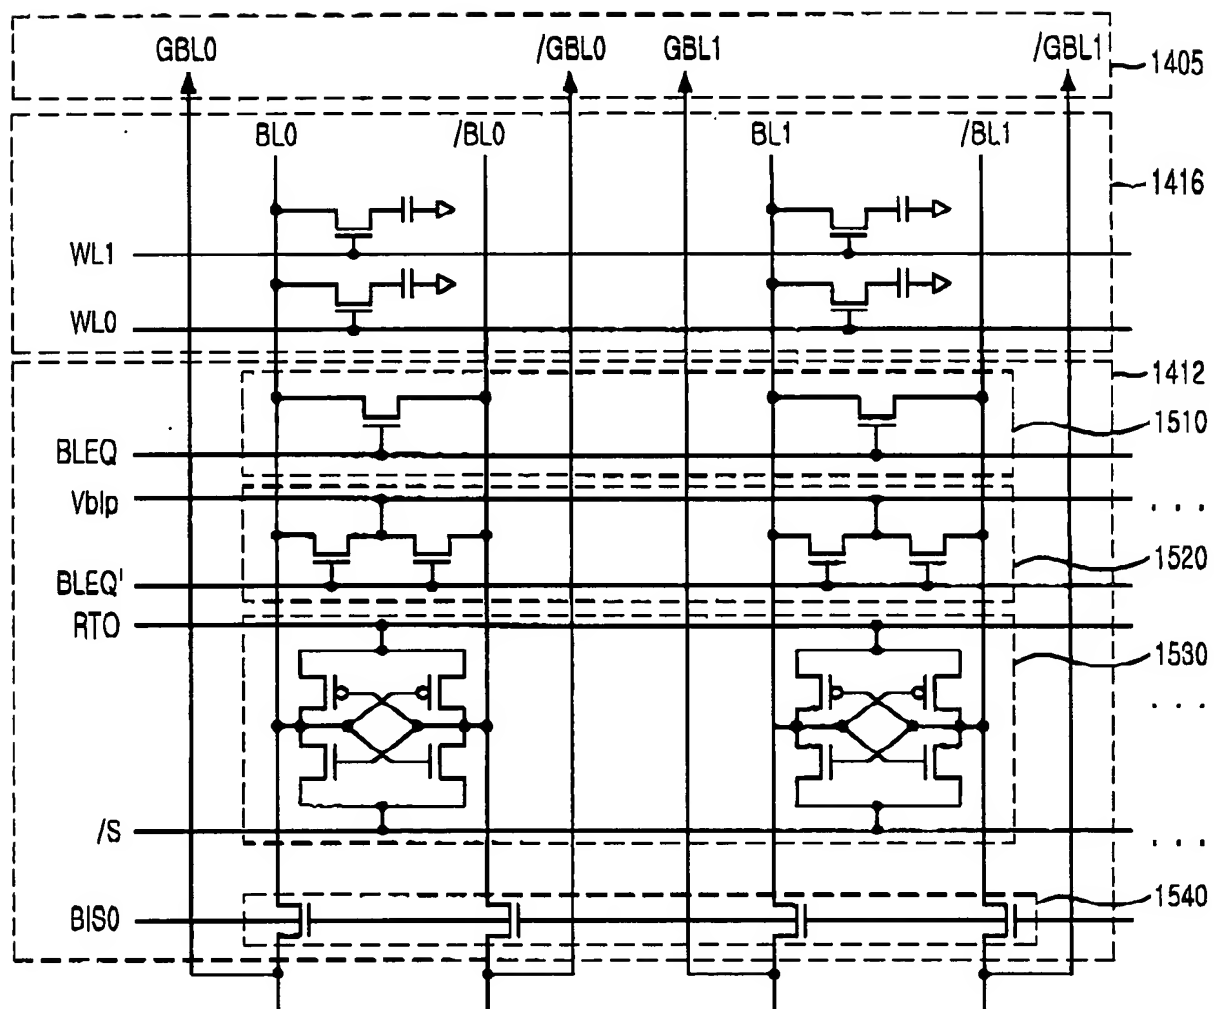 GBL0 /GBL0 GBL1 /GBL1
1405
BL0 /BL0 BL1 /BL1
1416
WL1
WL0
1412
1510
BLEQ
Vblp
. . .
1520
BLEQ'
RTO
1530
. . .
/S
. . .
1540
BIS0